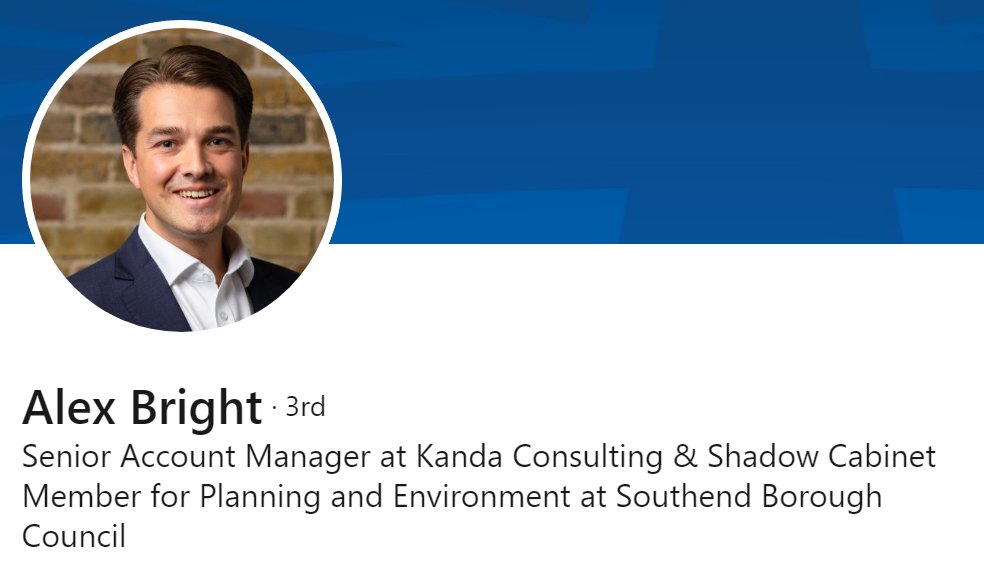 Alex Bright · 3rd
Senior Account Manager at Kanda Consulting & Shadow Cabinet
Member for Planning and Environment at Southend Borough
Council